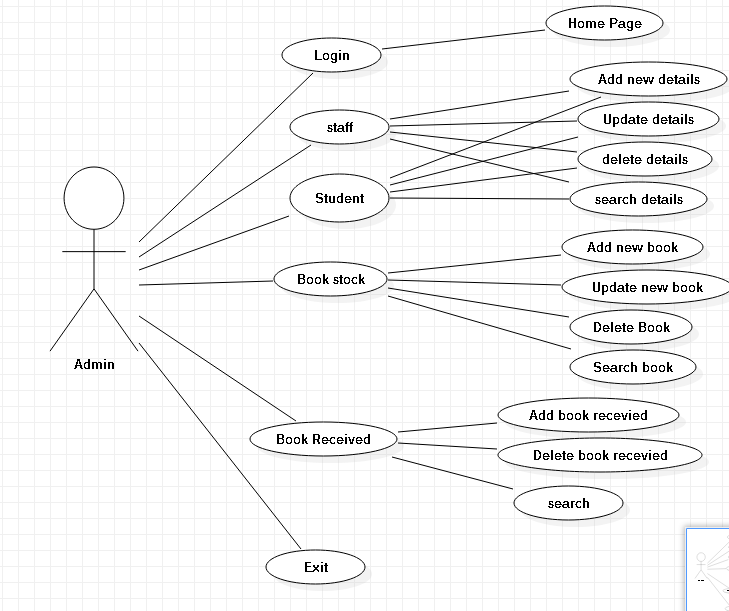 Home Page
Login
Add new details
staff
Update details
delete details
Student
search details
Add new book
Book stock
Update new book
Delete Book
Admin
Search book
Add book recevied
Book Received
Delete book recevied
search
Exit